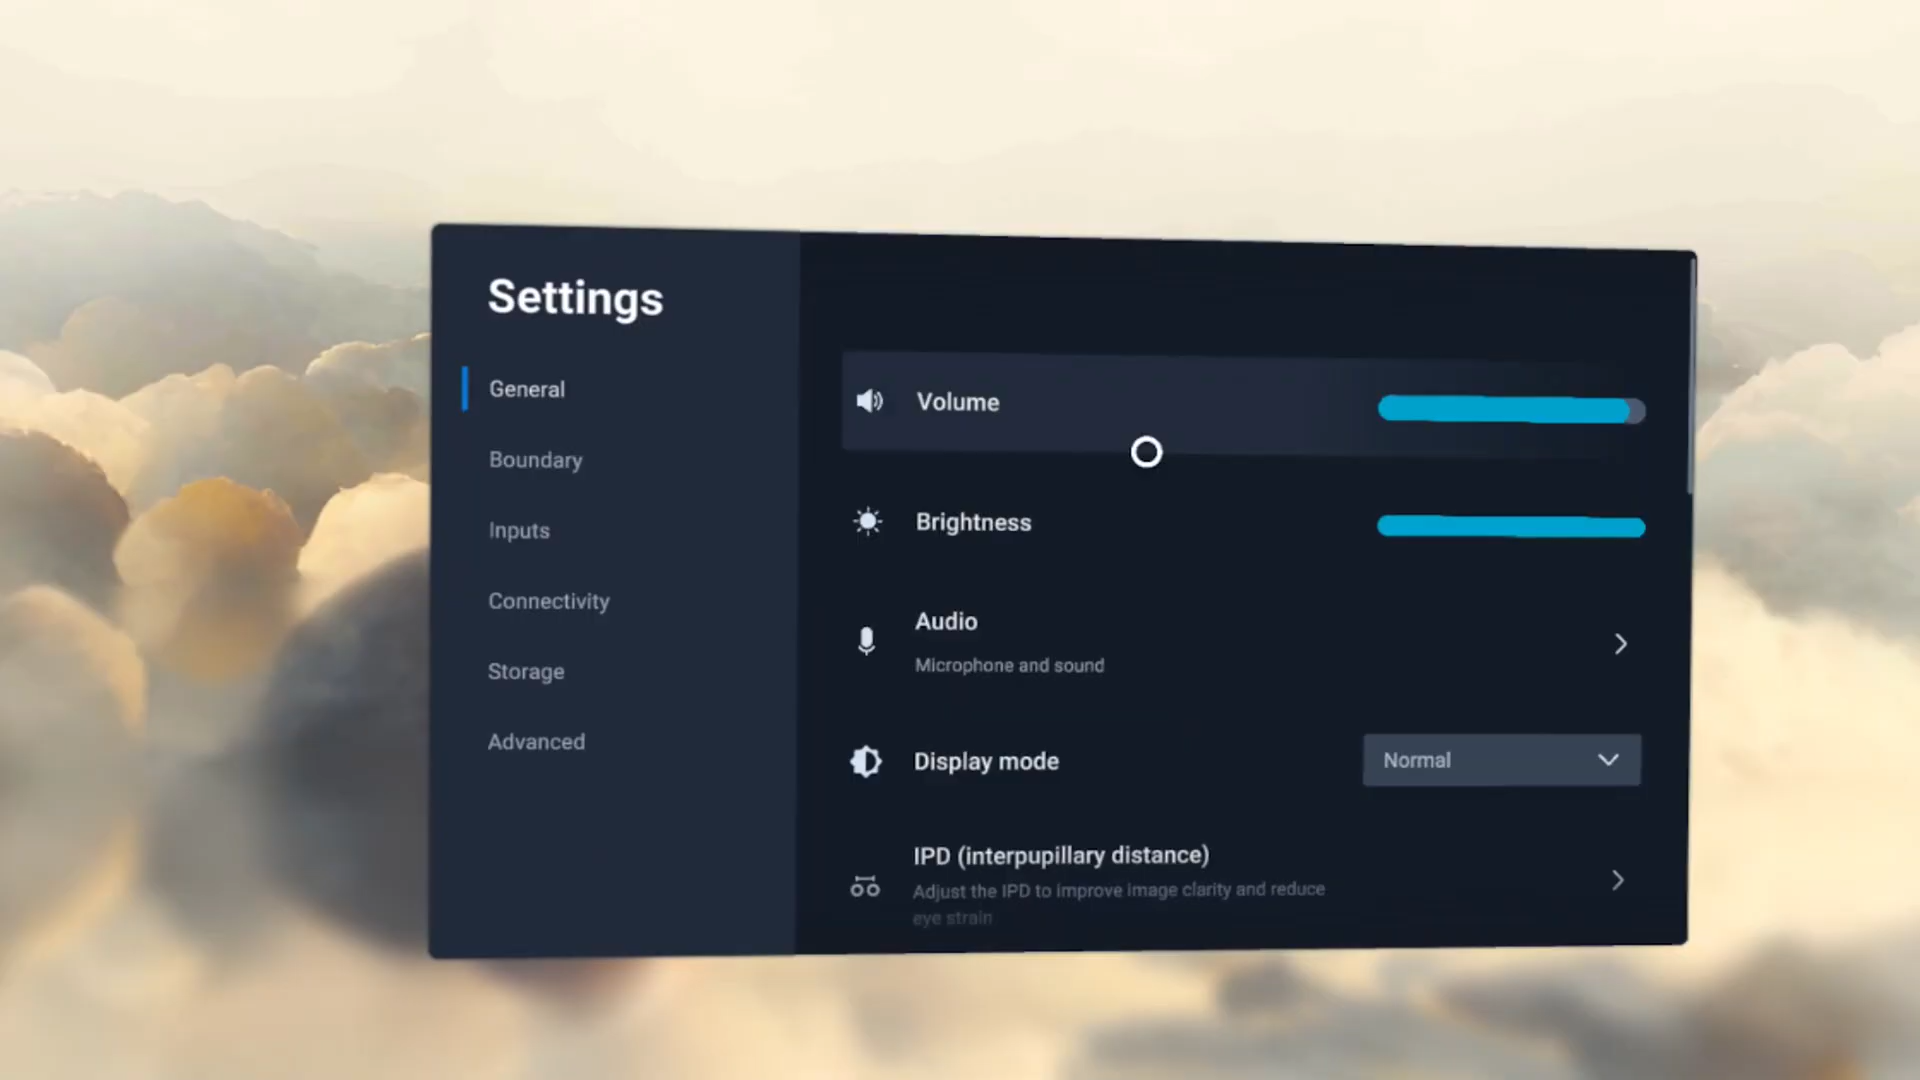 Settings
General
Boundary
Inputs
Connectivity
Storage
Advanced
Volume
Brightness
Audio
Microphone and sound
Display mode
Normal
IPD (interpupillary distance)
Adjust the IPD to improve image clarity and reduce
eye strain